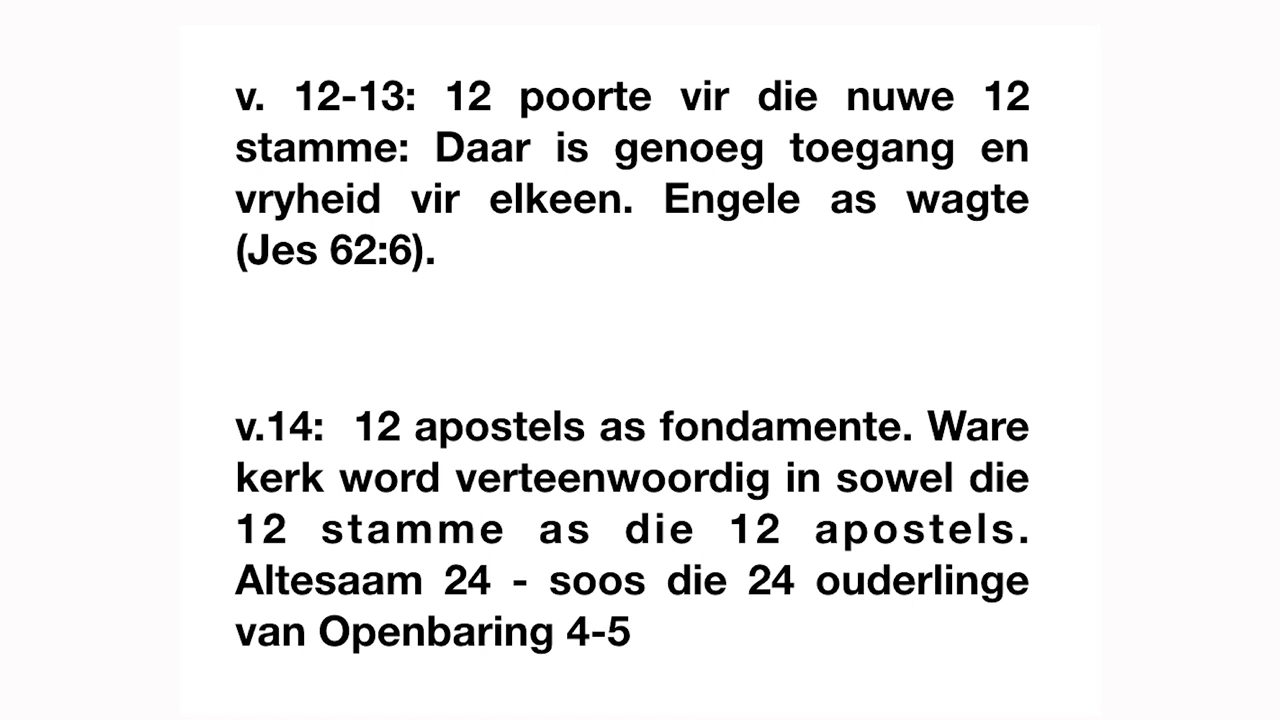 v. 12-13: 12 poorte vir die nuwe 12
stamme: Daar is genoeg toegang en
vryheid vir elkeen. Engele as wagte
(Jes 62:6).
v.14: 12 apostels as fondamente. Ware
kerk word verteenwoordig in sowel die
12 stamme as die 12 apostels.
Altesaam 24 - soos die 24 ouderlinge
van Openbaring 4-5